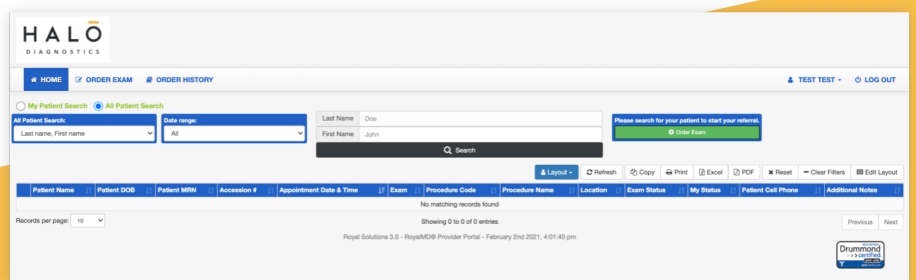 HALŌ
DIAGNOSTICS
HOME ORDER EXAM ORDER HISTORY TEST TEST LOG OUT
My Patient Search All Patient Search
All Patient Search: Date range: Last Name Doe Please search for your patient to start your referral.
Last name, First name All First Name John Order Exam
Search
Layout Refresh Copy Print Excel PDF Reset Clear Filters Edit Layout
Patient Name Patient DOB Patient MRN Accession # Appointment Date & Time Exam Procedure Code Procedure Name Location Exam Status My Status Patient Cell Phone Additional Notes
No matching records found
Records per page: 10 Showing 0 to 0 of 0 entries Previous Next
Royal Solutions 3.0 - RoyalMD® Provider Portal - February 2nd 2021, 4:01:40 pm
Drummond
certified